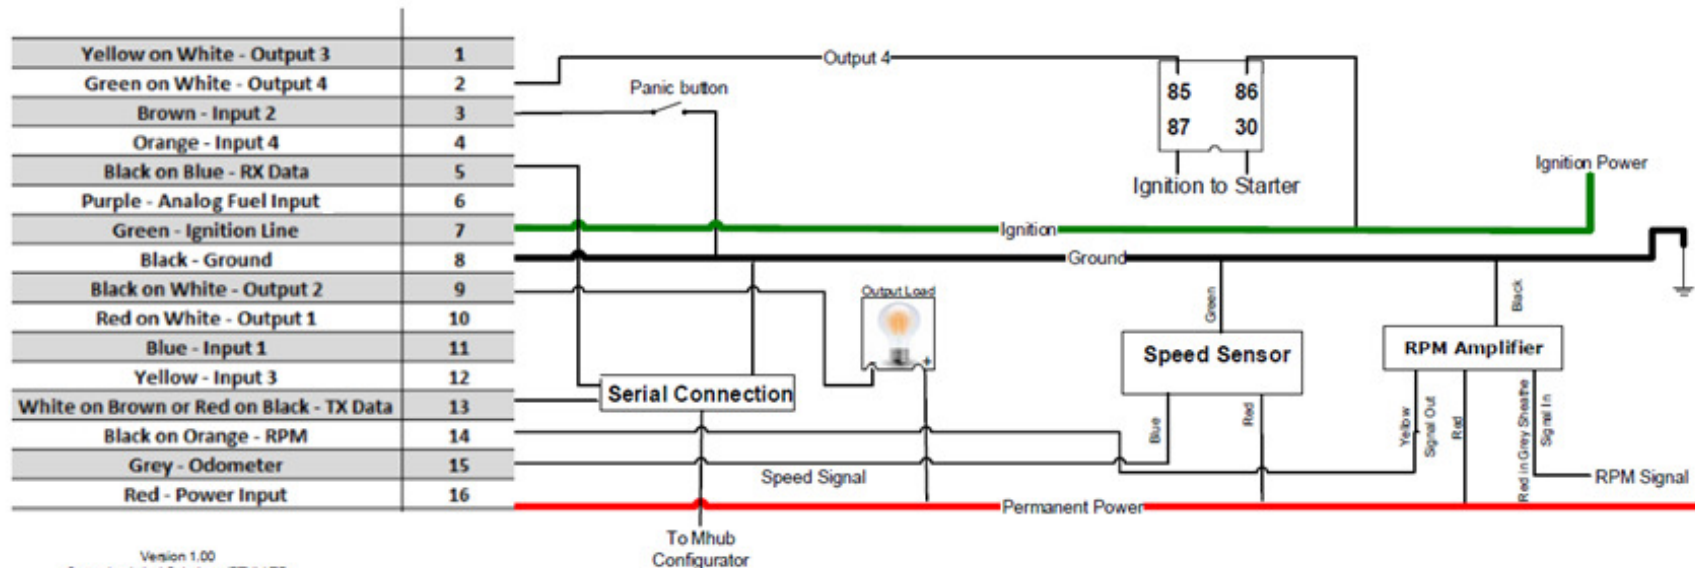 Yellow on White - Output 3 1
Green on White - Output 4 2
Brown - Input 2 3
Orange - Input 4 4
Black on Blue - RX Data 5
Purple - Analog Fuel Input 6
Green - Ignition Line 7
Black - Ground 8
Black on White - Output 2 9
Red on White - Output 1 10
Blue - Input 1 11
Yellow - Input 3 12
White on Brown or Red on Black - TX Data 13
Black on Orange - RPM 14
Grey - Odometer 15
Red - Power Input 16
Version 1.00
Output 4
Panic button
85 86
87 30
Ignition to Starter
Ignition Power
Ignition
Ground
Output Load
+
Serial Connection
To Mhub
Configurator
Green
Speed Sensor
Blue
Red
Speed Signal
Black
RPM Amplifier
Yellow
Signal Out
Red
Red in Grey Sheathe
Signal In
RPM Signal
Permanent Power